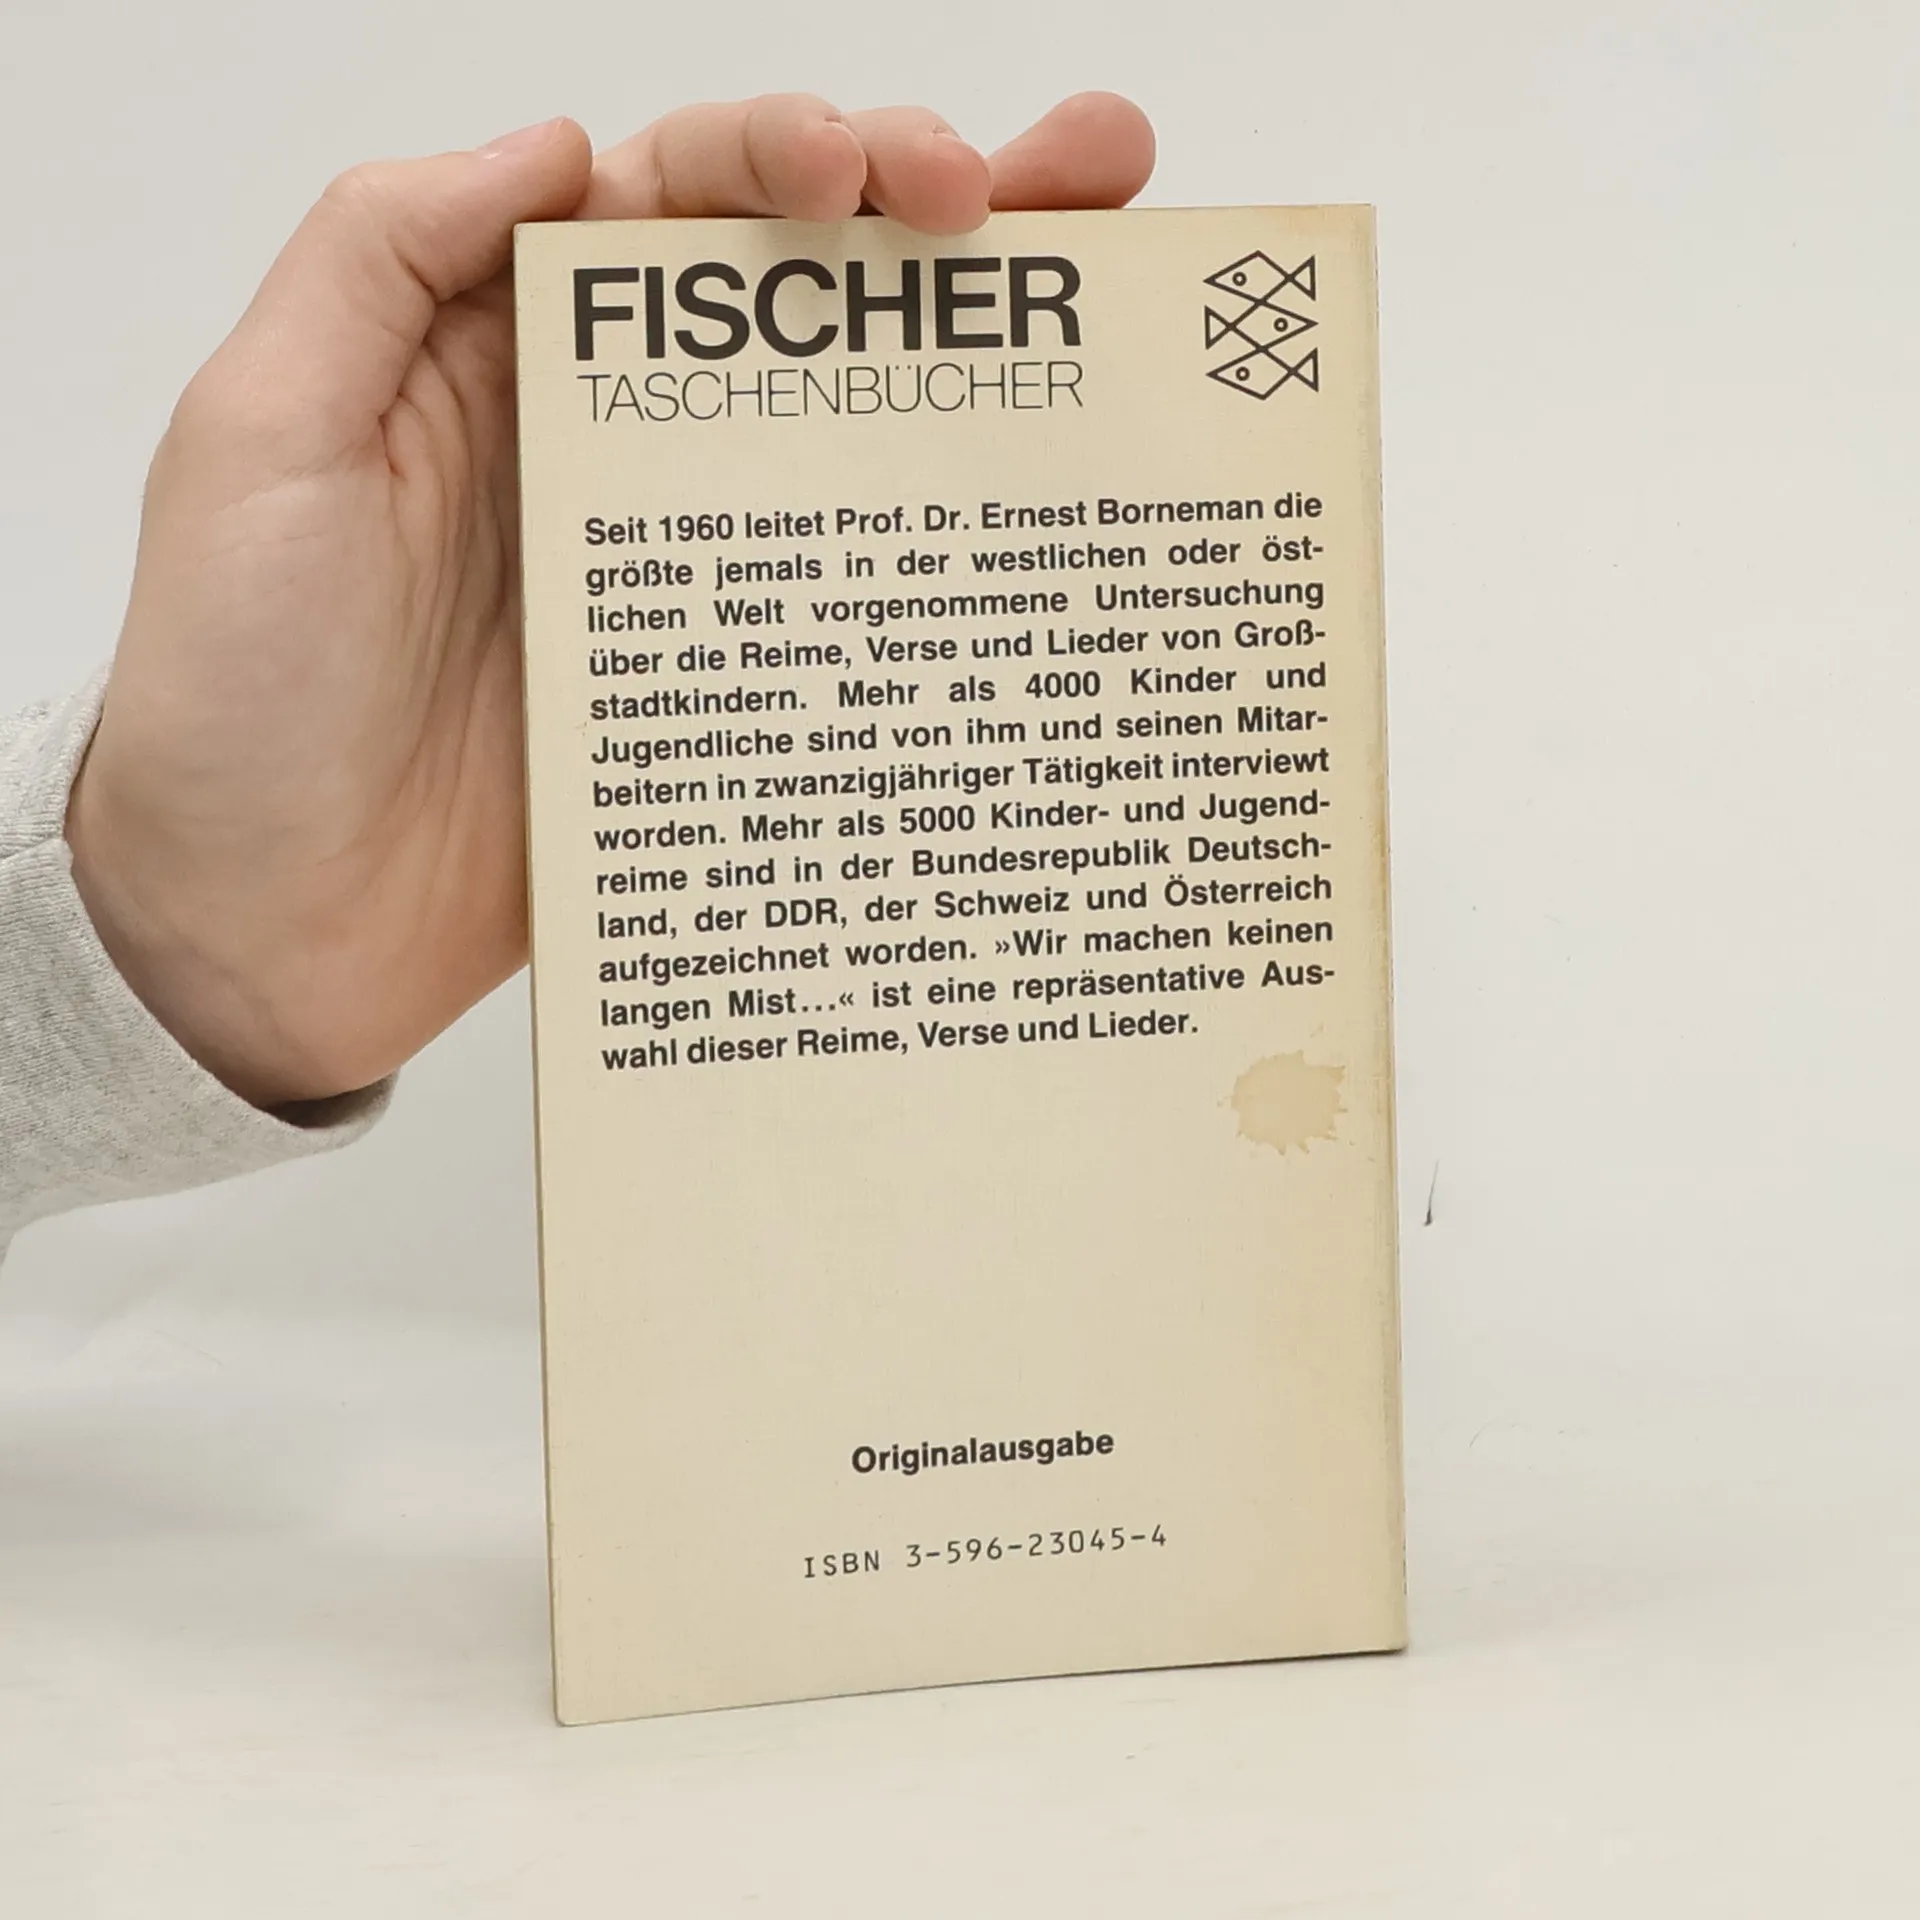 FISCHER
TASCHENBÜCHER
Seit 1960 leitet Prof. Dr. Ernest Borneman die
größte jemals in der westlichen oder öst-
lichen Welt vorgenommene Untersuchung
über die Reime, Verse und Lieder von Groß-
stadtkindern. Mehr als 4000 Kinder und
Jugendliche sind von ihm und seinen Mitar-
beitern in zwanzigjähriger Tätigkeit interviewt
worden. Mehr als 5000 Kinder- und Jugend-
reime sind in der Bundesrepublik Deutsch-
land, der DDR, der Schweiz und Österreich
aufgezeichnet worden. »Wir machen keinen
langen Mist...« ist eine repräsentative Aus-
wahl dieser Reime, Verse und Lieder.
Originalausgabe
ISBN 3-596-23045-4